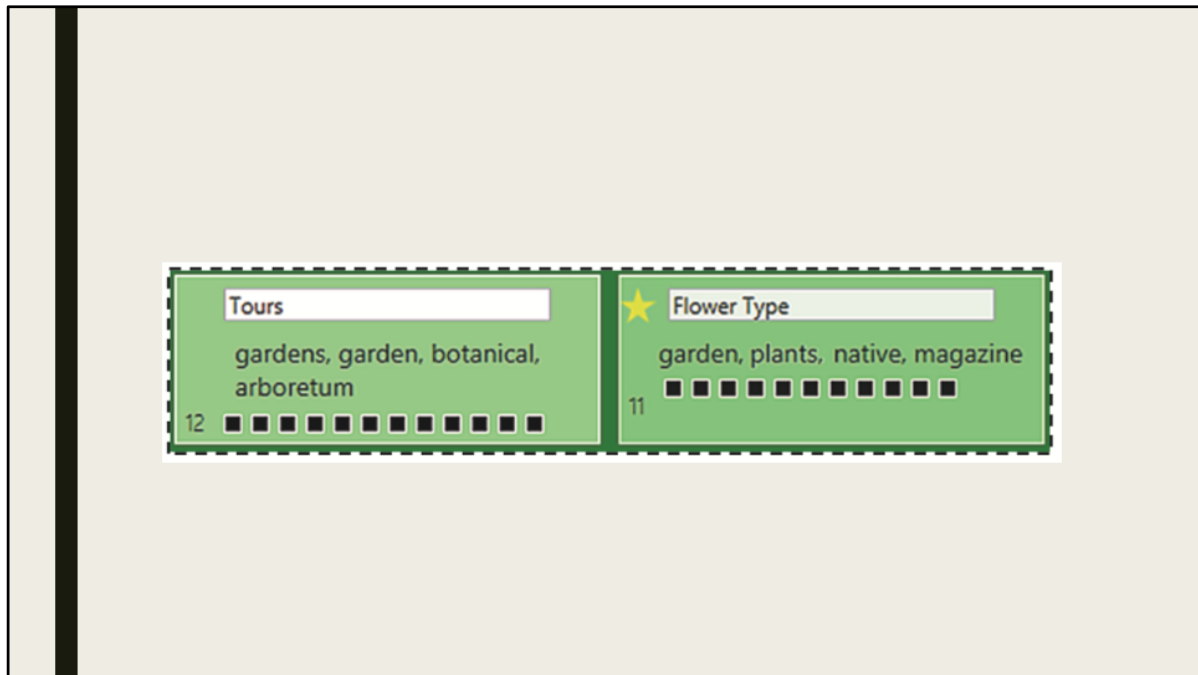 Tours
gardens, garden, botanical,
arboretum
12
Flower Type
garden, plants, native, magazine
11